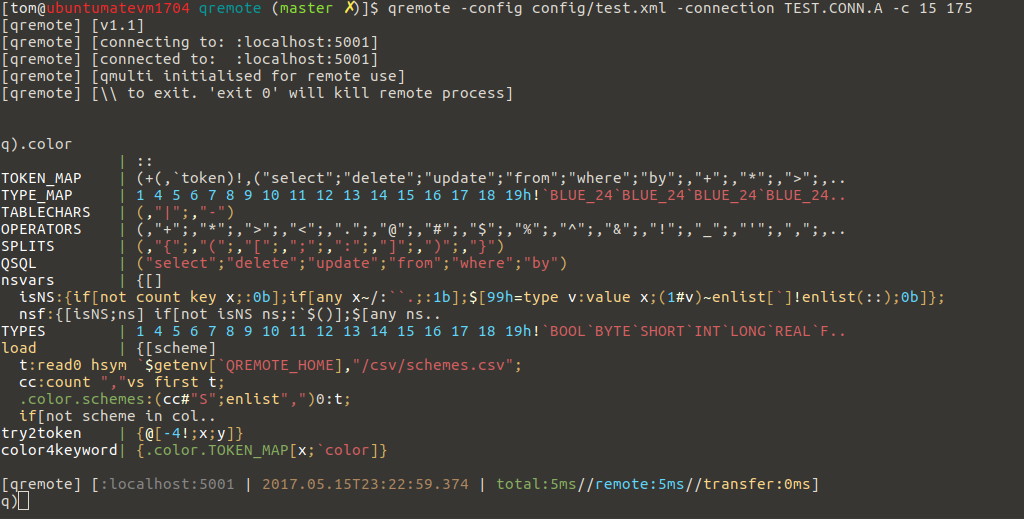 [tom@ubuntumatevm1704 qremote (master ✗)]$ qremote -config config/test.xml -connection TEST.CONN.A -c 15 175
[qremote] [v1.1]
[qremote] [connecting to: :localhost:5001]
[qremote] [connected to:  :localhost:5001]
[qremote] [qmulti initialised for remote use]
[qremote] [\\ to exit. 'exit 0' will kill remote process]
q).color
             | ::
TOKEN_MAP    | (+(,`token)!,("select";"delete";"update";"from";"where";"by";,"+";,"*";,">";,..
TYPE_MAP     | 1 4 5 6 7 8 9 10 11 12 13 14 15 16 17 18 19h!`BLUE_24`BLUE_24`BLUE_24`BLUE_24..
TABLECHARS   | (,"|";,"-")
OPERATORS    | (,"+";,"*";,">";,"<";,".";,"@";,"#";,"$";,"%";,"^";,"&";,"!";,"_";,"'";,",";,..
SPLITS       | (,"{";,"(";,"[";,";";,":";,"]";,")";,"}")
QSQL         | ("select";"delete";"update";"from";"where";"by")
nsvars       | {[]
  isNS:{if[not count key x;:0b];if[any x~/:``.;:1b];$[99h=type v:value x;(1#v)~enlist[`]!enlist(::);0b]};
  nsf:{[isNS;ns] if[not isNS ns;:`$()];$[any ns..
TYPES        | 1 4 5 6 7 8 9 10 11 12 13 14 15 16 17 18 19h!`BOOL`BYTE`SHORT`INT`LONG`REAL`F..
load         | {[scheme]
  t:read0 hsym `$getenv[`QREMOTE_HOME],"/csv/schemes.csv";
  cc:count ","vs first t;
  .color.schemes:(cc#"S";enlist",")0:t;
  if[not scheme in col..
try2token    | {@[-4!;x;y]}
color4keyword| {.color.TOKEN_MAP[x;`color]}
[qremote] [:localhost:5001 | 2017.05.15T23:22:59.374 | total:5ms//remote:5ms//transfer:0ms]
q)